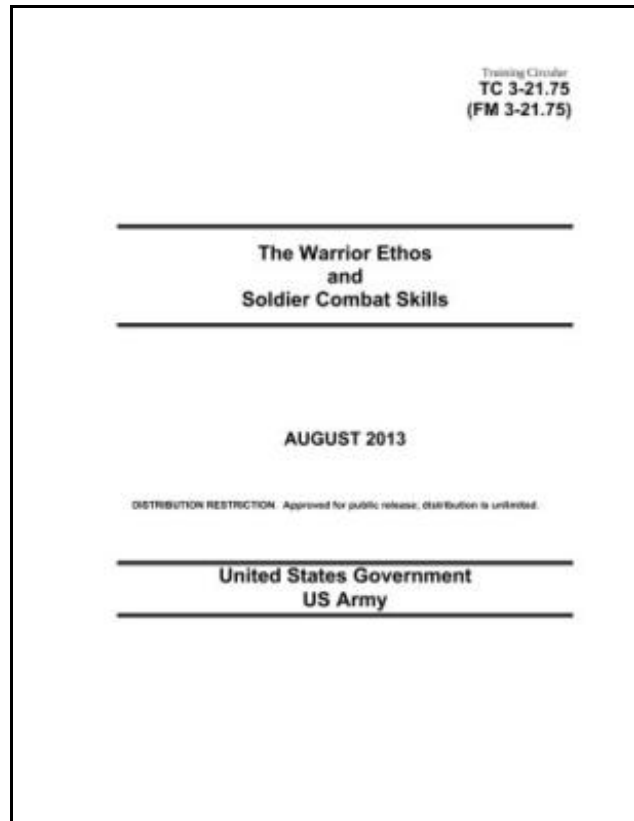 Training Circular
TC 3-21.75
(FM 3-21.75)
The Warrior Ethos
and
Soldier Combat Skills
AUGUST 2013
DISTRIBUTION RESTRICTION. Approved for public release; distribution is unlimited.
United States Government
US Army